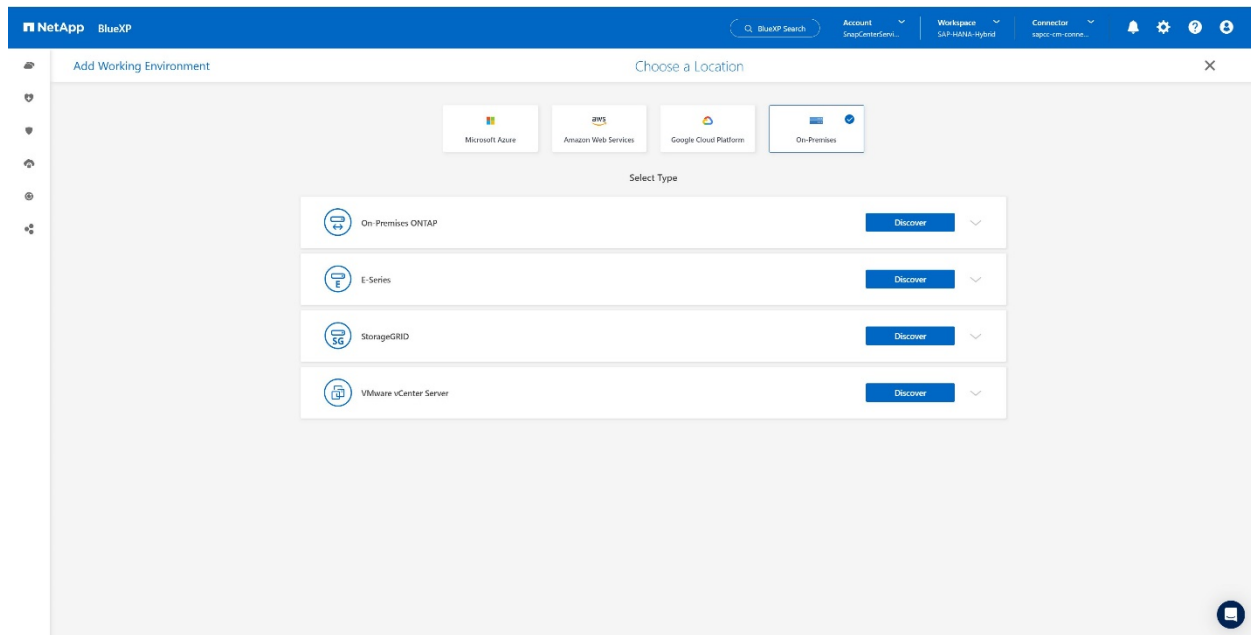 NetApp BlueXP
BlueXP Search
Account
SnapCenterServi...
Workspace
SAP-HANA-Hybrid
Connector
sapcc-cm-conne...
Add Working Environment
Choose a Location
Microsoft Azure
aws
Amazon Web Services
Google Cloud Platform
On-Premises
Select Type
On-Premises ONTAP
Discover
E
E-Series
Discover
SG
StorageGRID
Discover
VMware vCenter Server
Discover